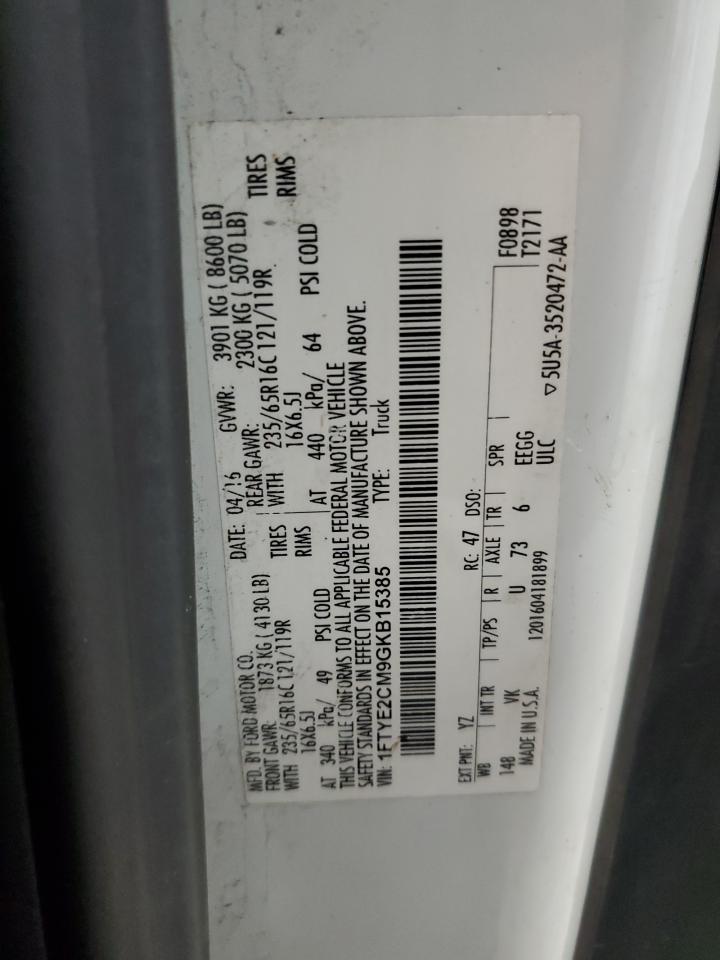 MFD. BY FORD MOTOR CO.
DATE: 04/16 GVWR: 3901 KG ( 8600 LB)
FRONT GAWR: 1873 KG ( 4130 LB) REAR GAWR: 2300 KG ( 5070 LB)
WITH 235/65R16C 121/119R TIRES WITH 235/65R16C 121/119R TIRES
16X6.5J RIMS 16X6.5J RIMS
AT 340 kPa/ 49 PSI COLD AT 440 kPa/ 64 PSI COLD
THIS VEHICLE CONFORMS TO ALL APPLICABLE FEDERAL MOTOR VEHICLE
SAFETY STANDARDS IN EFFECT ON THE DATE OF MANUFACTURE SHOWN ABOVE.
VIN: 1FTYE2CM9GKB15385 TYPE: Truck
EXT PNT: YZ RC: 47 DSO: F0898
WB INT TR TP/PS R AXLE TR SPR T2171
148 VK U 73 6 EEGG
MADE IN U.S.A. 1201604181899 ULC ▽ 5U5A-3520472-AA